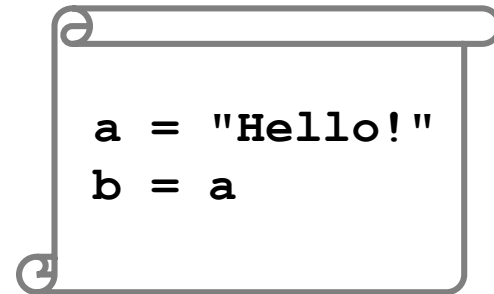 a = "Hello!"
b = a